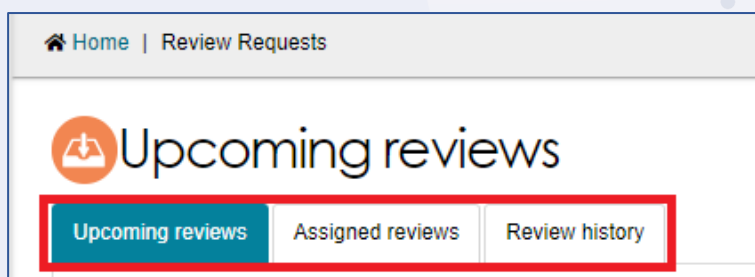 Home | Review Requests
Upcoming reviews
Upcoming reviews Assigned reviews Review history